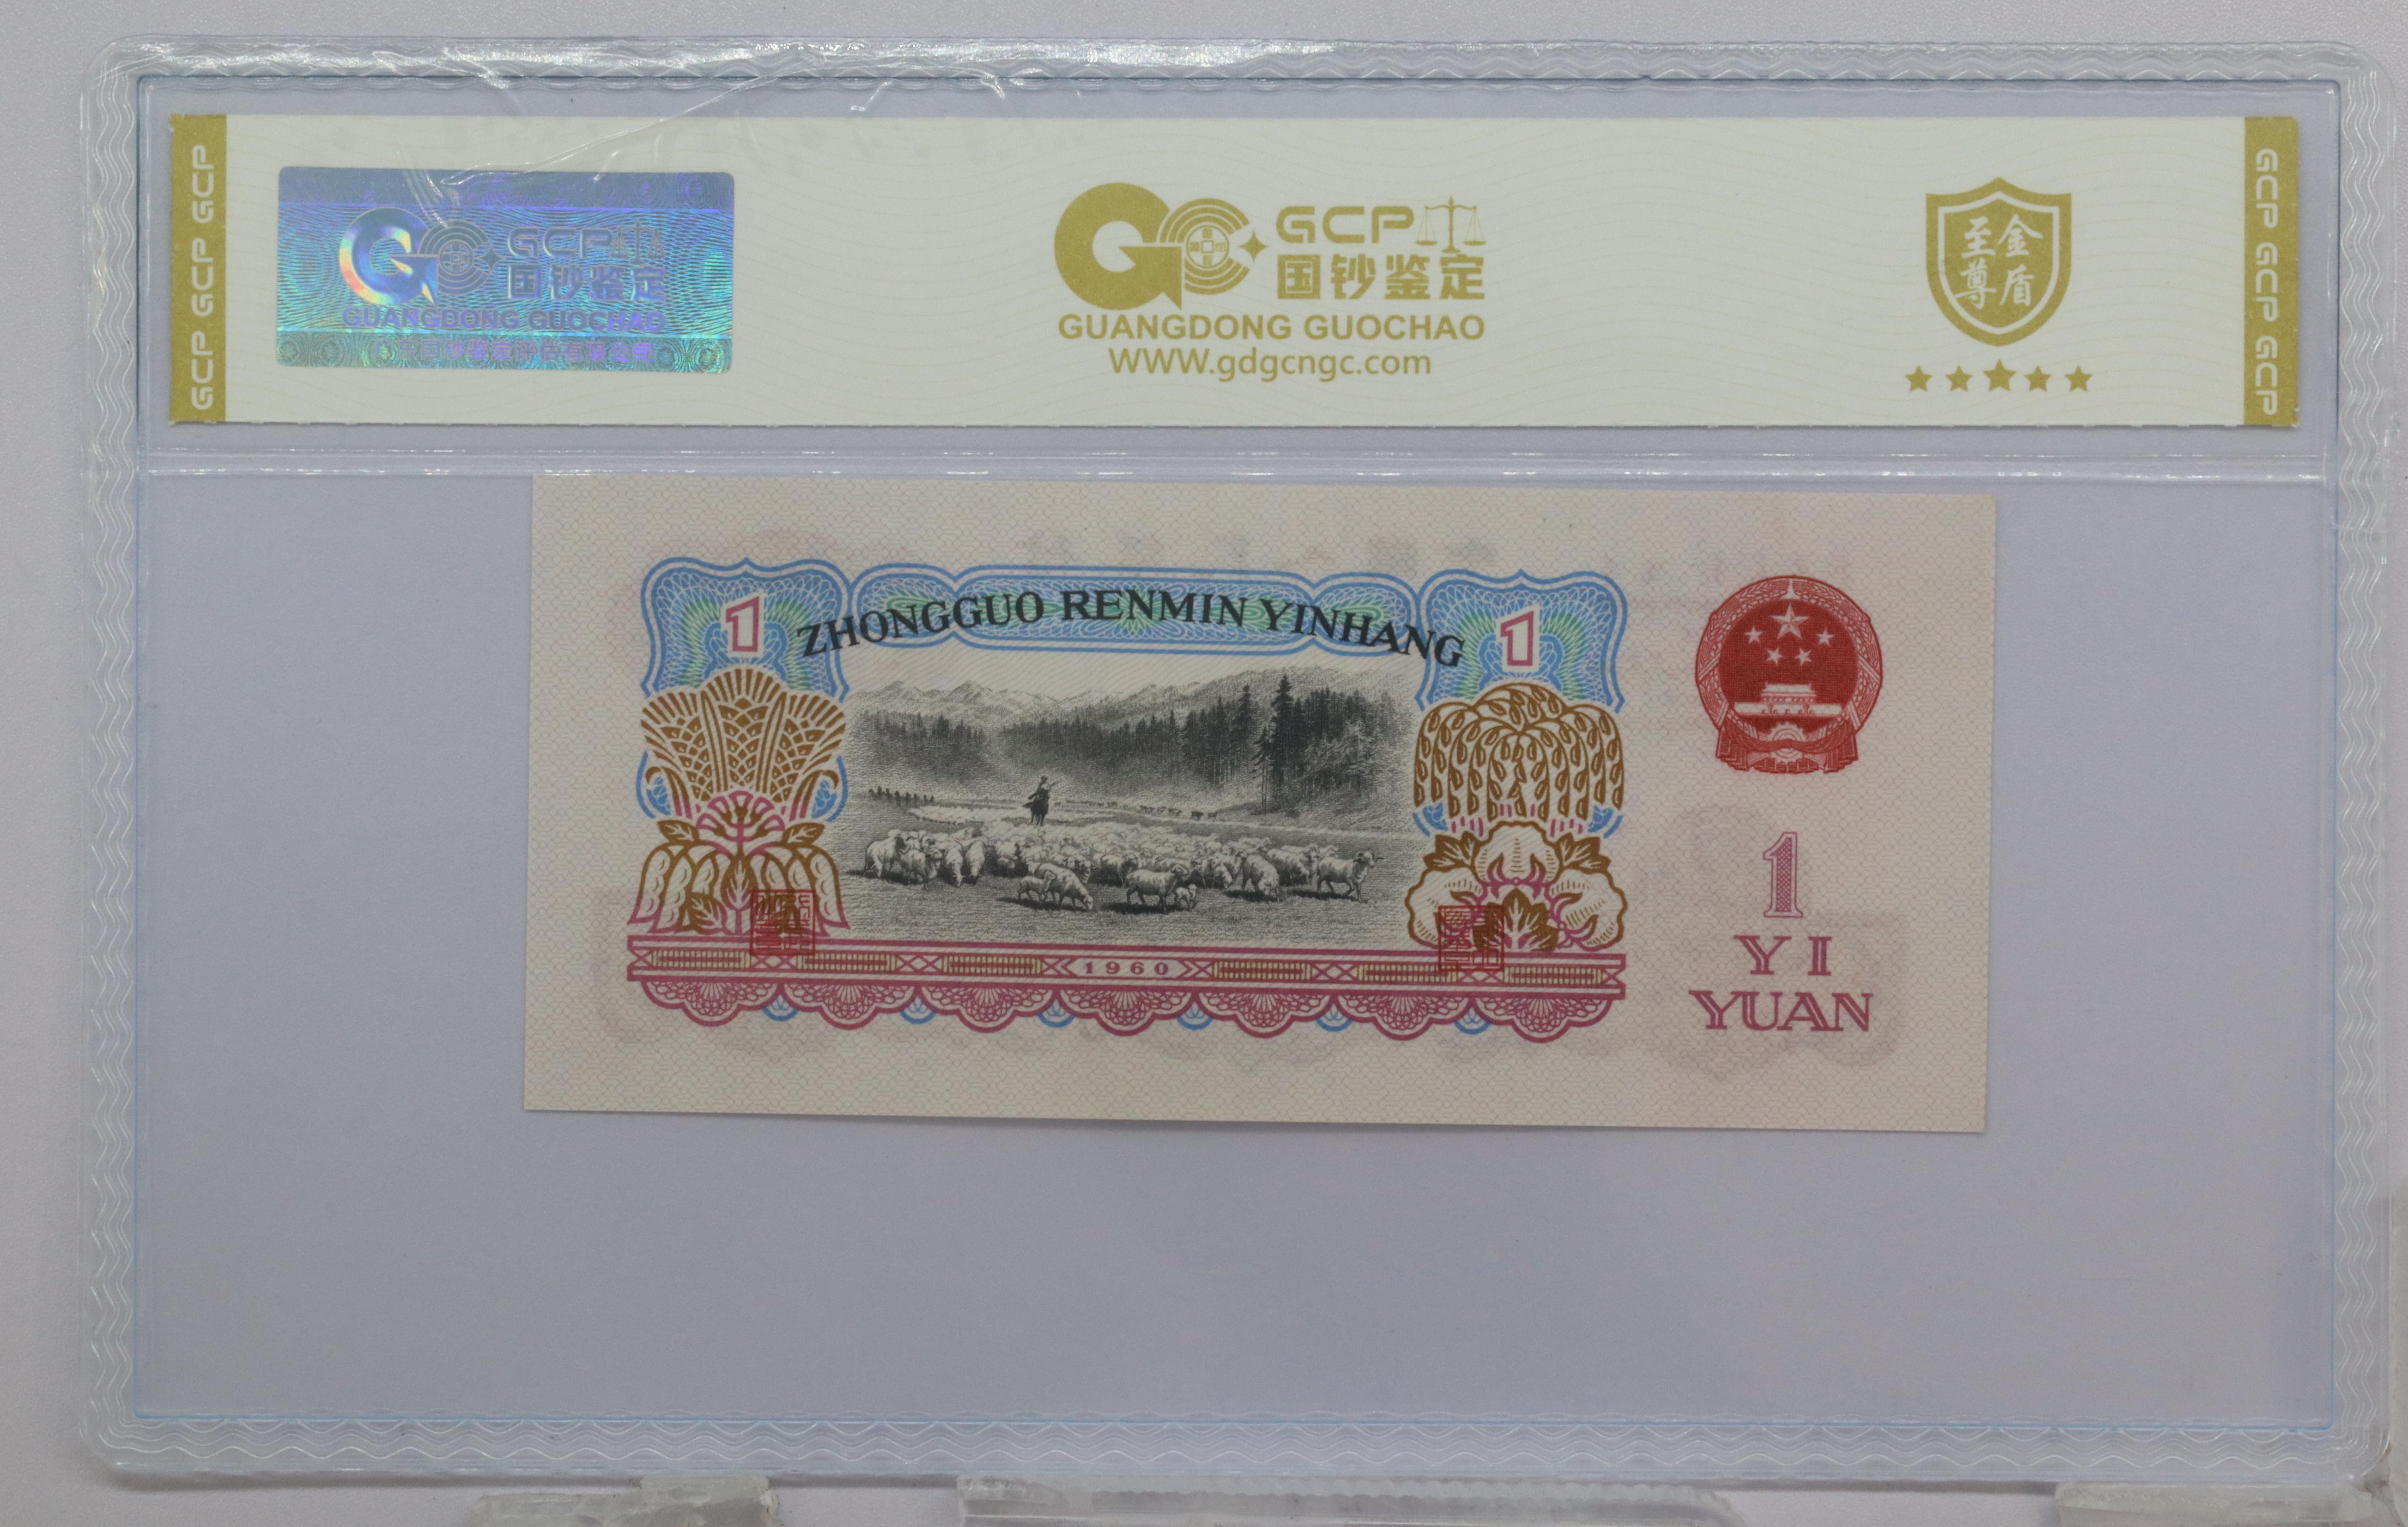 GCP GCP GCP
GCP
国钞鉴定
GUANGDONG GUOCHAO
GCP
国钞鉴定
GUANGDONG GUOCHAO
WWW.gdgcngc.com
金盾
至尊
GCP GCP GCP
1
ZHONGGUO RENMIN YINHANG
1
1960
1
YI
YUAN